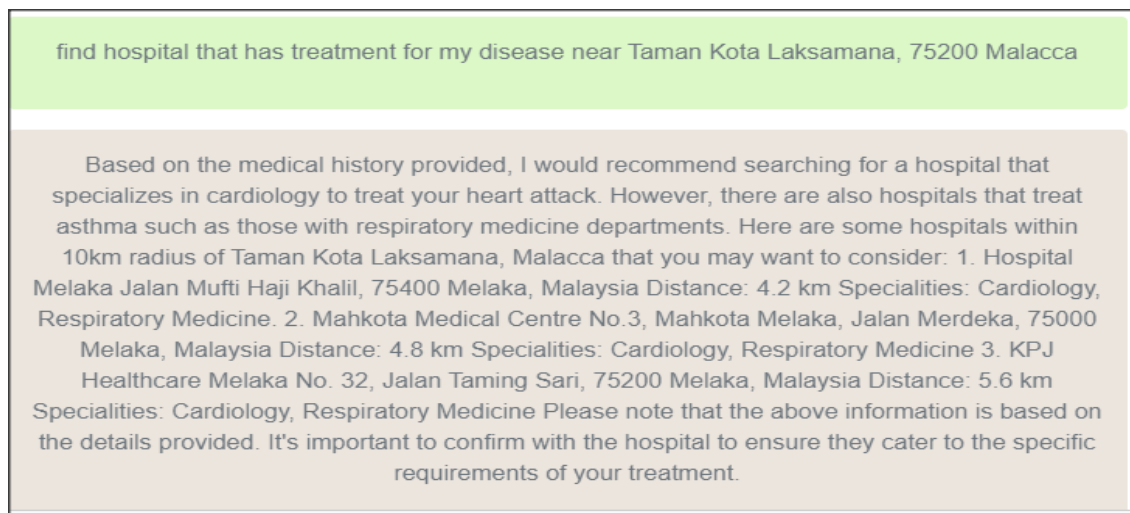 find hospital that has treatment for my disease near Taman Kota Laksamana, 75200 Malacca
Based on the medical history provided, I would recommend searching for a hospital that
specializes in cardiology to treat your heart attack. However, there are also hospitals that treat
asthma such as those with respiratory medicine departments. Here are some hospitals within
10km radius of Taman Kota Laksamana, Malacca that you may want to consider: 1. Hospital
Melaka Jalan Mufti Haji Khalil, 75400 Melaka, Malaysia Distance: 4.2 km Specialities: Cardiology,
Respiratory Medicine. 2. Mahkota Medical Centre No.3, Mahkota Melaka, Jalan Merdeka, 75000
Melaka, Malaysia Distance: 4.8 km Specialities: Cardiology, Respiratory Medicine 3. KPJ
Healthcare Melaka No. 32, Jalan Taming Sari, 75200 Melaka, Malaysia Distance: 5.6 km
Specialities: Cardiology, Respiratory Medicine Please note that the above information is based on
the details provided. It's important to confirm with the hospital to ensure they cater to the specific
requirements of your treatment.